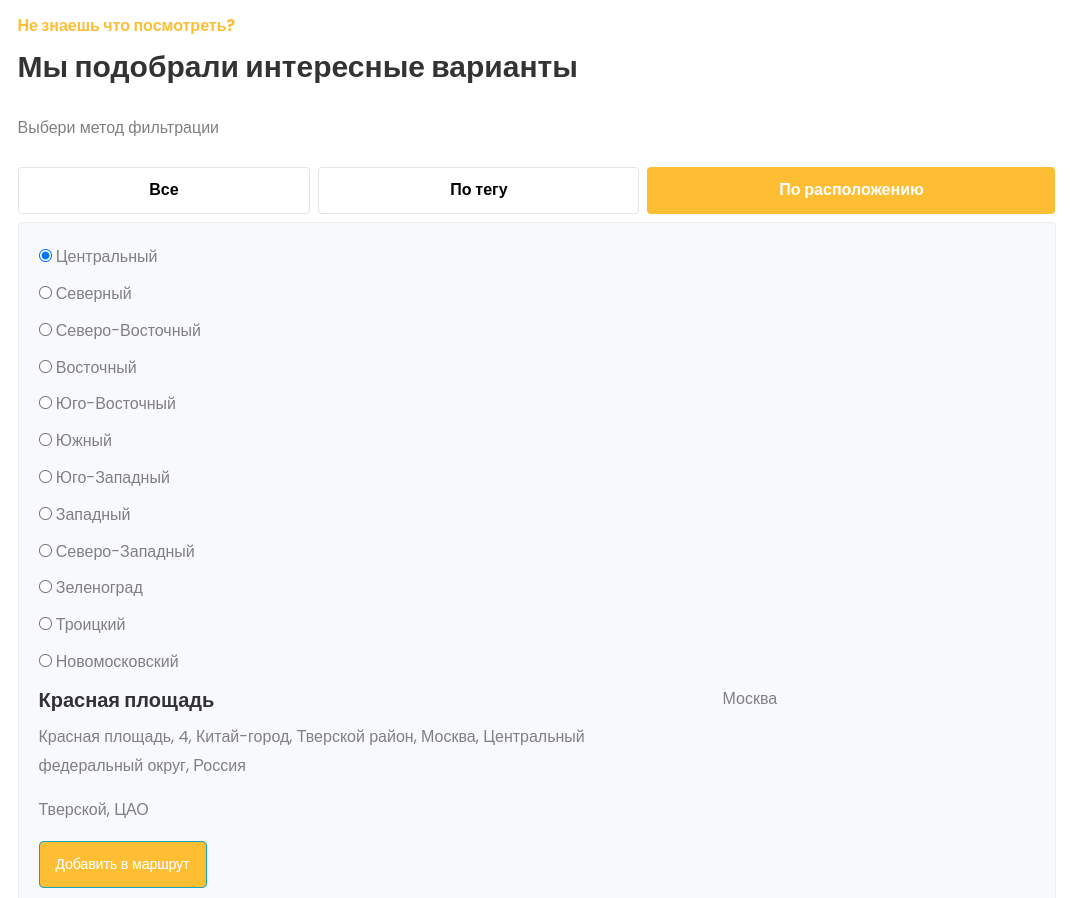 Не знаешь что посмотреть?
Мы подобрали интересные варианты
Выбери метод фильтрации
Все
По тегу
По расположению
Центральный
Северный
Северо-Восточный
Восточный
Юго-Восточный
Южный
Юго-Западный
Западный
Северо-Западный
Зеленоград
Троицкий
Новомосковский
Красная площадь
Москва
Красная площадь, 4, Китай-город, Тверской район, Москва, Центральный
федеральный округ, Россия
Тверской, ЦАО
Добавить в маршрут